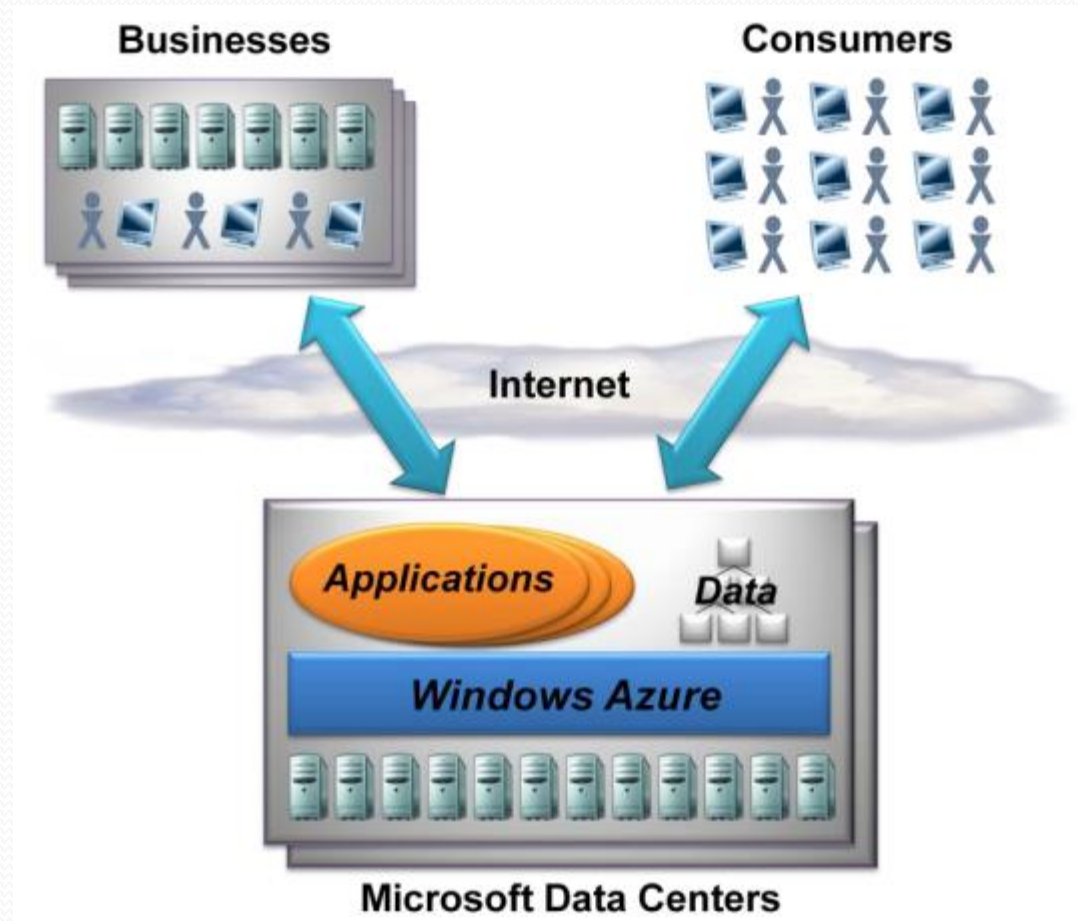 Businesses
Consumers
Internet
Applications
Data
Windows Azure
Microsoft Data Centers